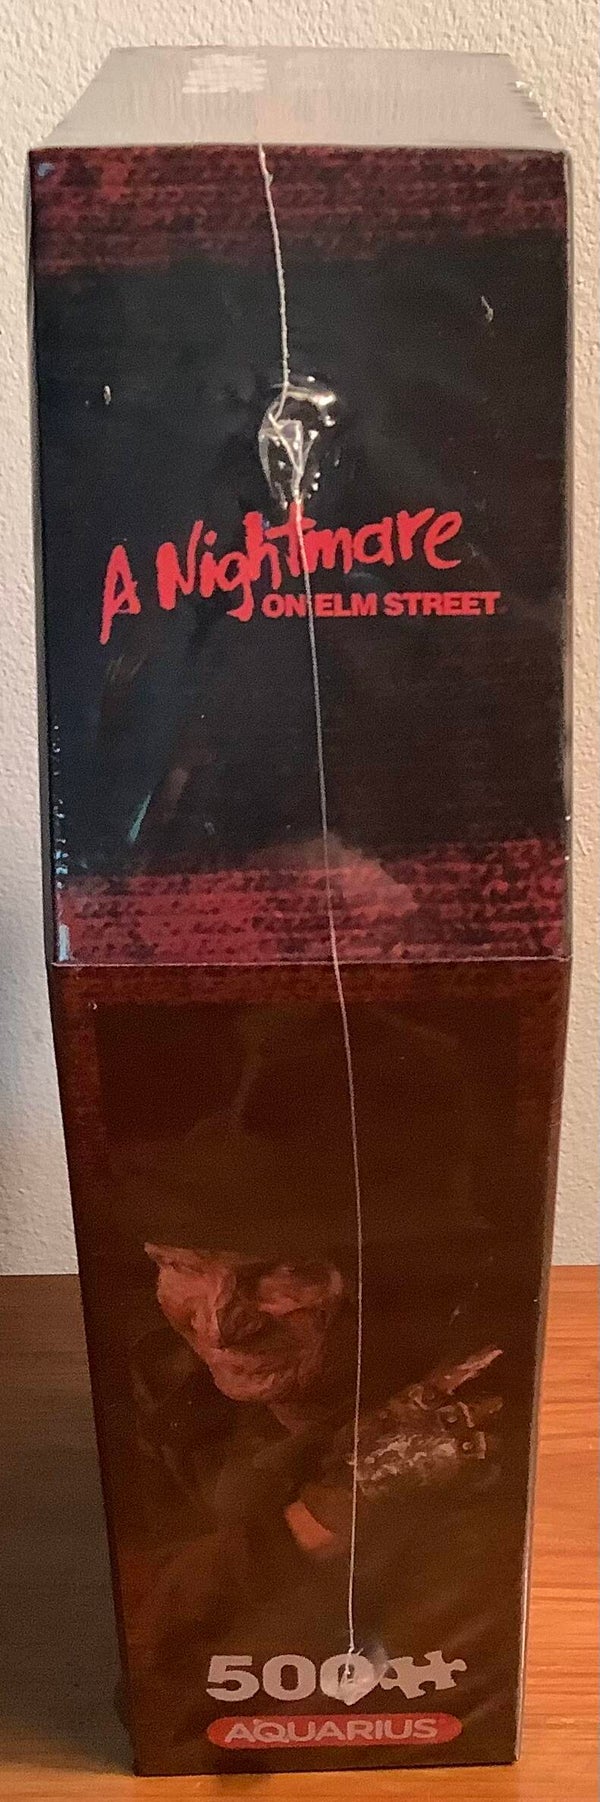 A Nightmare
ON ELM STREET
500
AQUARIUS